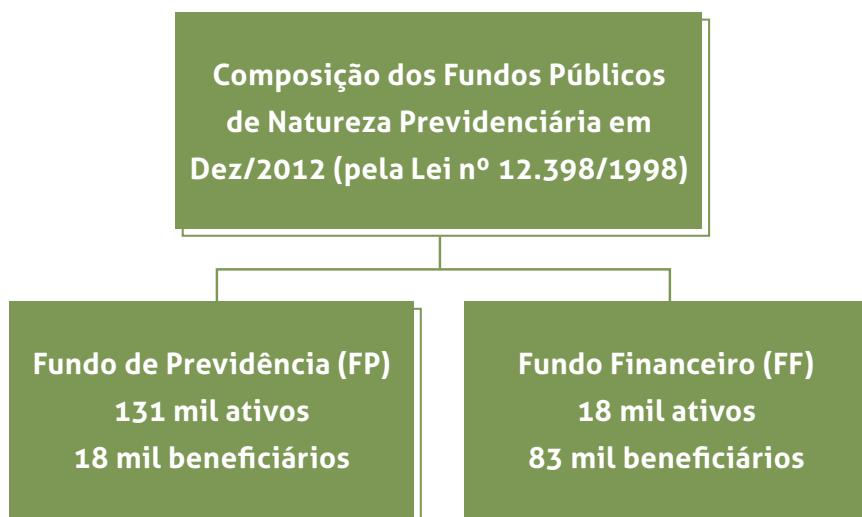 Composição dos Fundos Públicos
de Natureza Previdenciária em
Dez/2012 (pela Lei nº 12.398/1998)
Fundo de Previdência (FP)
131 mil ativos
18 mil beneficiários
Fundo Financeiro (FF)
18 mil ativos
83 mil beneficiários